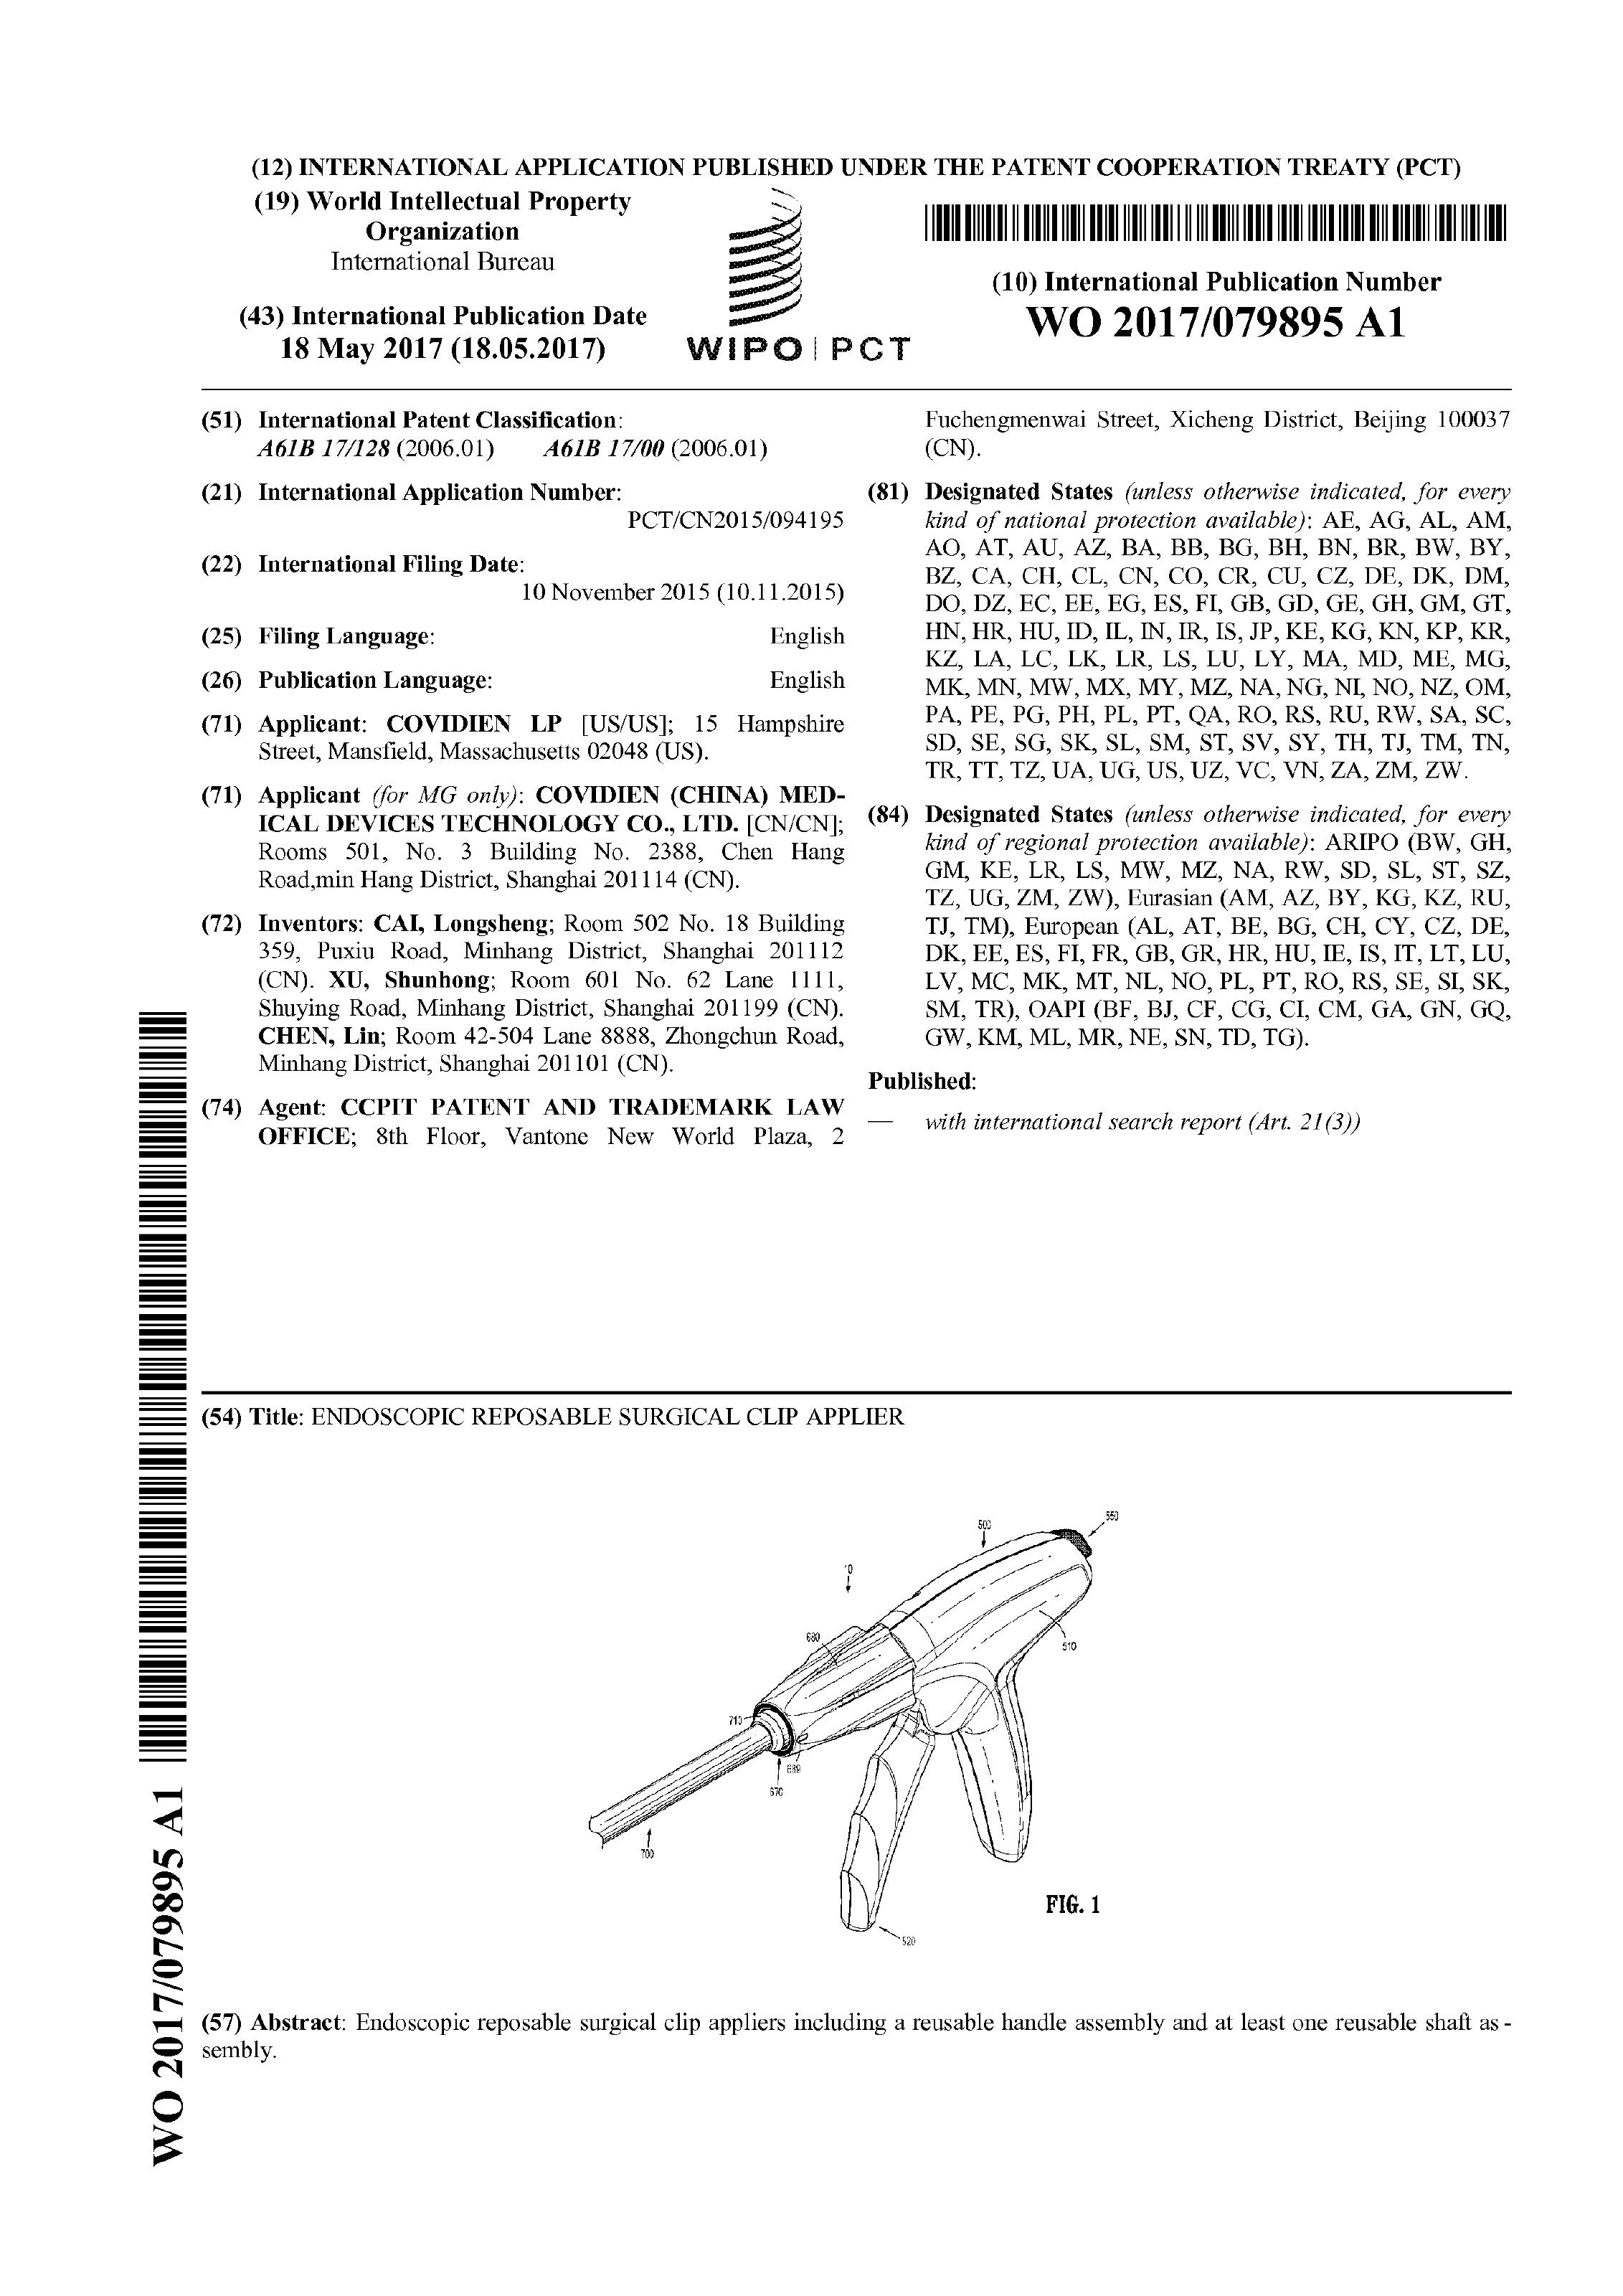 (12) INTERNATIONAL APPLICATION PUBLISHED UNDER THE PATENT COOPERATION TREATY (PCT)
(19) World Intellectual Property
Organization
International Bureau
(43) International Publication Date
18 May 2017 (18.05.2017)
WIPO | PCT
(10) International Publication Number
WO 2017/079895 A1
(51) International Patent Classification:
A61B 17/128 (2006.01) A61B 17/00 (2006.01)
(21) International Application Number:
PCT/CN2015/094195
(22) International Filing Date:
10 November 2015 (10.11.2015)
(25) Filing Language: English
(26) Publication Language: English
(71) Applicant: COVIDIEN LP [US/US]; 15 Hampshire
Street, Mansfield, Massachusetts 02048 (US).
(71) Applicant (for MG only): COVIDIEN (CHINA) MED-
ICAL DEVICES TECHNOLOGY CO., LTD. [CN/CN];
Rooms 501, No. 3 Building No. 2388, Chen Hang
Road,min Hang District, Shanghai 201114 (CN).
(72) Inventors: CAI, Longsheng; Room 502 No. 18 Building
359, Puxiu Road, Minhang District, Shanghai 201112
(CN). XU, Shunhong; Room 601 No. 62 Lane 1111,
Shuying Road, Minhang District, Shanghai 201199 (CN).
CHEN, Lin; Room 42-504 Lane 8888, Zhongchun Road,
Minhang District, Shanghai 201101 (CN).
(74) Agent: CCPIT PATENT AND TRADEMARK LAW
OFFICE; 8th Floor, Vantone New World Plaza, 2
Fuchengmenwai Street, Xicheng District, Beijing 100037
(CN).
(81) Designated States (unless otherwise indicated, for every
kind of national protection available): AE, AG, AL, AM,
AO, AT, AU, AZ, BA, BB, BG, BH, BN, BR, BW, BY,
BZ, CA, CH, CL, CN, CO, CR, CU, CZ, DE, DK, DM,
DO, DZ, EC, EE, EG, ES, FI, GB, GD, GE, GH, GM, GT,
HN, HR, HU, ID, IL, IN, IR, IS, JP, KE, KG, KN, KP, KR,
KZ, LA, LC, LK, LR, LS, LU, LY, MA, MD, ME, MG,
MK, MN, MW, MX, MY, MZ, NA, NG, NI, NO, NZ, OM,
PA, PE, PG, PH, PL, PT, QA, RO, RS, RU, RW, SA, SC,
SD, SE, SG, SK, SL, SM, ST, SV, SY, TH, TJ, TM, TN,
TR, TT, TZ, UA, UG, US, UZ, VC, VN, ZA, ZM, ZW.
(84) Designated States (unless otherwise indicated, for every
kind of regional protection available): ARIPO (BW, GH,
GM, KE, LR, LS, MW, MZ, NA, RW, SD, SL, ST, SZ,
TZ, UG, ZM, ZW), Eurasian (AM, AZ, BY, KG, KZ, RU,
TJ, TM), European (AL, AT, BE, BG, CH, CY, CZ, DE,
DK, EE, ES, FI, FR, GB, GR, HR, HU, IE, IS, IT, LT, LU,
LV, MC, MK, MT, NL, NO, PL, PT, RO, RS, SE, SI, SK,
SM, TR), OAPI (BF, BJ, CF, CG, CI, CM, GA, GN, GQ,
GW, KM, ML, MR, NE, SN, TD, TG).
Published:
— with international search report (Art. 21(3))
(54) Title: ENDOSCOPIC REPOSABLE SURGICAL CLIP APPLIER
550
500
10
680
510
710
689
670
700
520
FIG. 1
(57) Abstract: Endoscopic reposable surgical clip appliers including a reusable handle assembly and at least one reusable shaft as-
sembly.
WO 2017/079895 A1